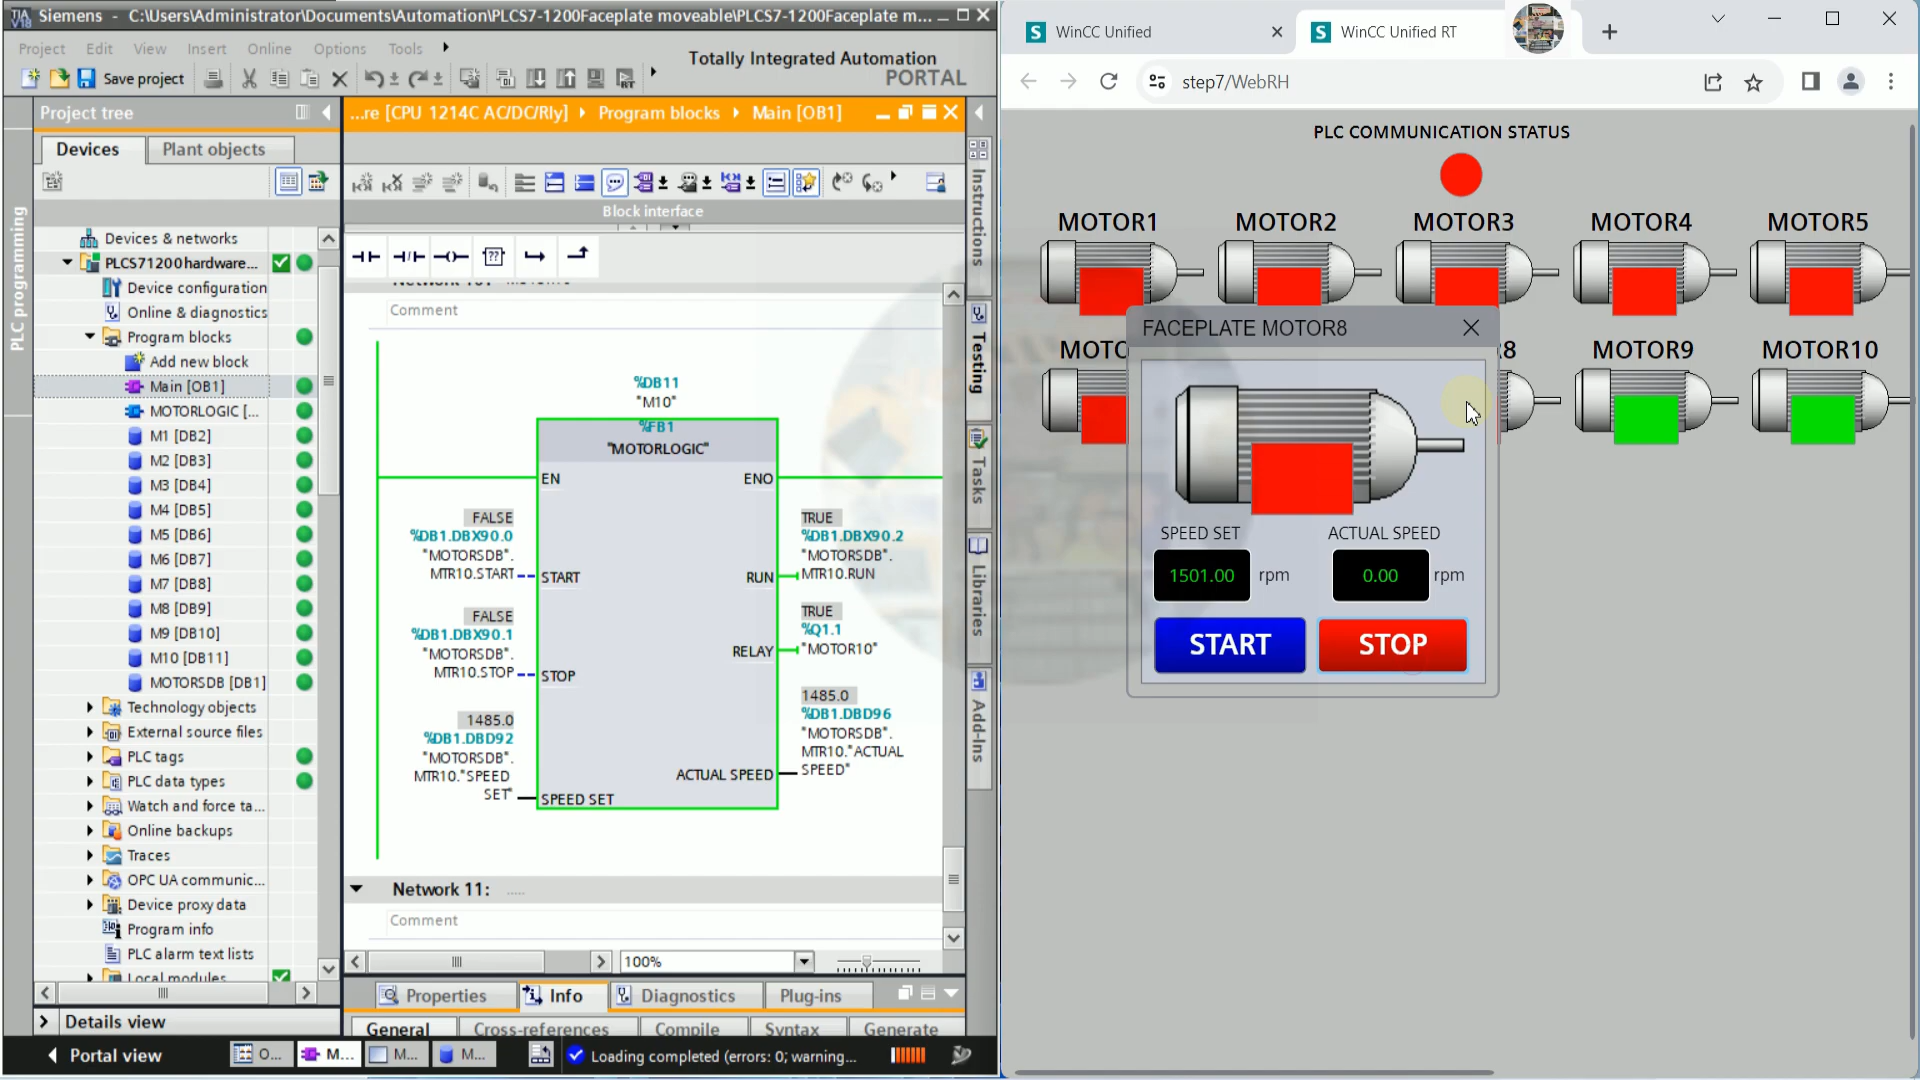 Siemens - C:\Users\Administrator\Documents\Automation\PLCS7-1200Faceplate moveable\PLCS7-1200Faceplate m...
Project Edit View Insert Online Options Tools
Save project
Totally Integrated Automation
PORTAL
Project tree
...re [CPU 1214C AC/DC/Rly] Program blocks Main [OB1]
Devices
Plant objects
PLC programming
Block interface
Devices & networks
PLCS71200hardware...
Device configuration
Online & diagnostics
Program blocks
Add new block
Main [OB1]
MOTORLOGIC [...
M1 [DB2]
M2 [DB3]
M3 [DB4]
M4 [DB5]
M5 [DB6]
M6 [DB7]
M7 [DB8]
M8 [DB9]
M9 [DB10]
M10 [DB11]
MOTORSDB [DB1]
Technology objects
External source files
PLC tags
PLC data types
Watch and force ta...
Online backups
Traces
OPC UA communic...
Device proxy data
Program info
PLC alarm text lists
Local modules
Details view
Portal view
Comment
%DB11
"M10"
%FB1
"MOTORLOGIC"
EN
ENO
FALSE
%DB1.DBX90.0
"MOTORSDB".
MTR10.START
START
FALSE
%DB1.DBX90.1
"MOTORSDB".
MTR10.STOP
STOP
1485.0
%DB1.DBD92
"MOTORSDB".
MTR10."SPEED
SET"
SPEED SET
TRUE
%DB1.DBX90.2
"MOTORSDB".
MTR10.RUN
RUN
TRUE
%Q1.1
"MOTOR10"
RELAY
1485.0
%DB1.DBD96
"MOTORSDB".
MTR10."ACTUAL
SPEED"
ACTUAL SPEED
Network 11: .....
Comment
100%
Properties
Info
Diagnostics
Plug-ins
General
Cross-references
Compile
Syntax
Generate
O...
M...
M...
M...
Loading completed (errors: 0; warning...
Instructions
Testing
Tasks
Libraries
Add-Ins
WinCC Unified
WinCC Unified RT
step7/WebRH
PLC COMMUNICATION STATUS
MOTOR1
MOTOR2
MOTOR3
MOTOR4
MOTOR5
MOTO
8
MOTOR9
MOTOR10
FACEPLATE MOTOR8
SPEED SET
ACTUAL SPEED
1501.00 rpm
0.00 rpm
START
STOP